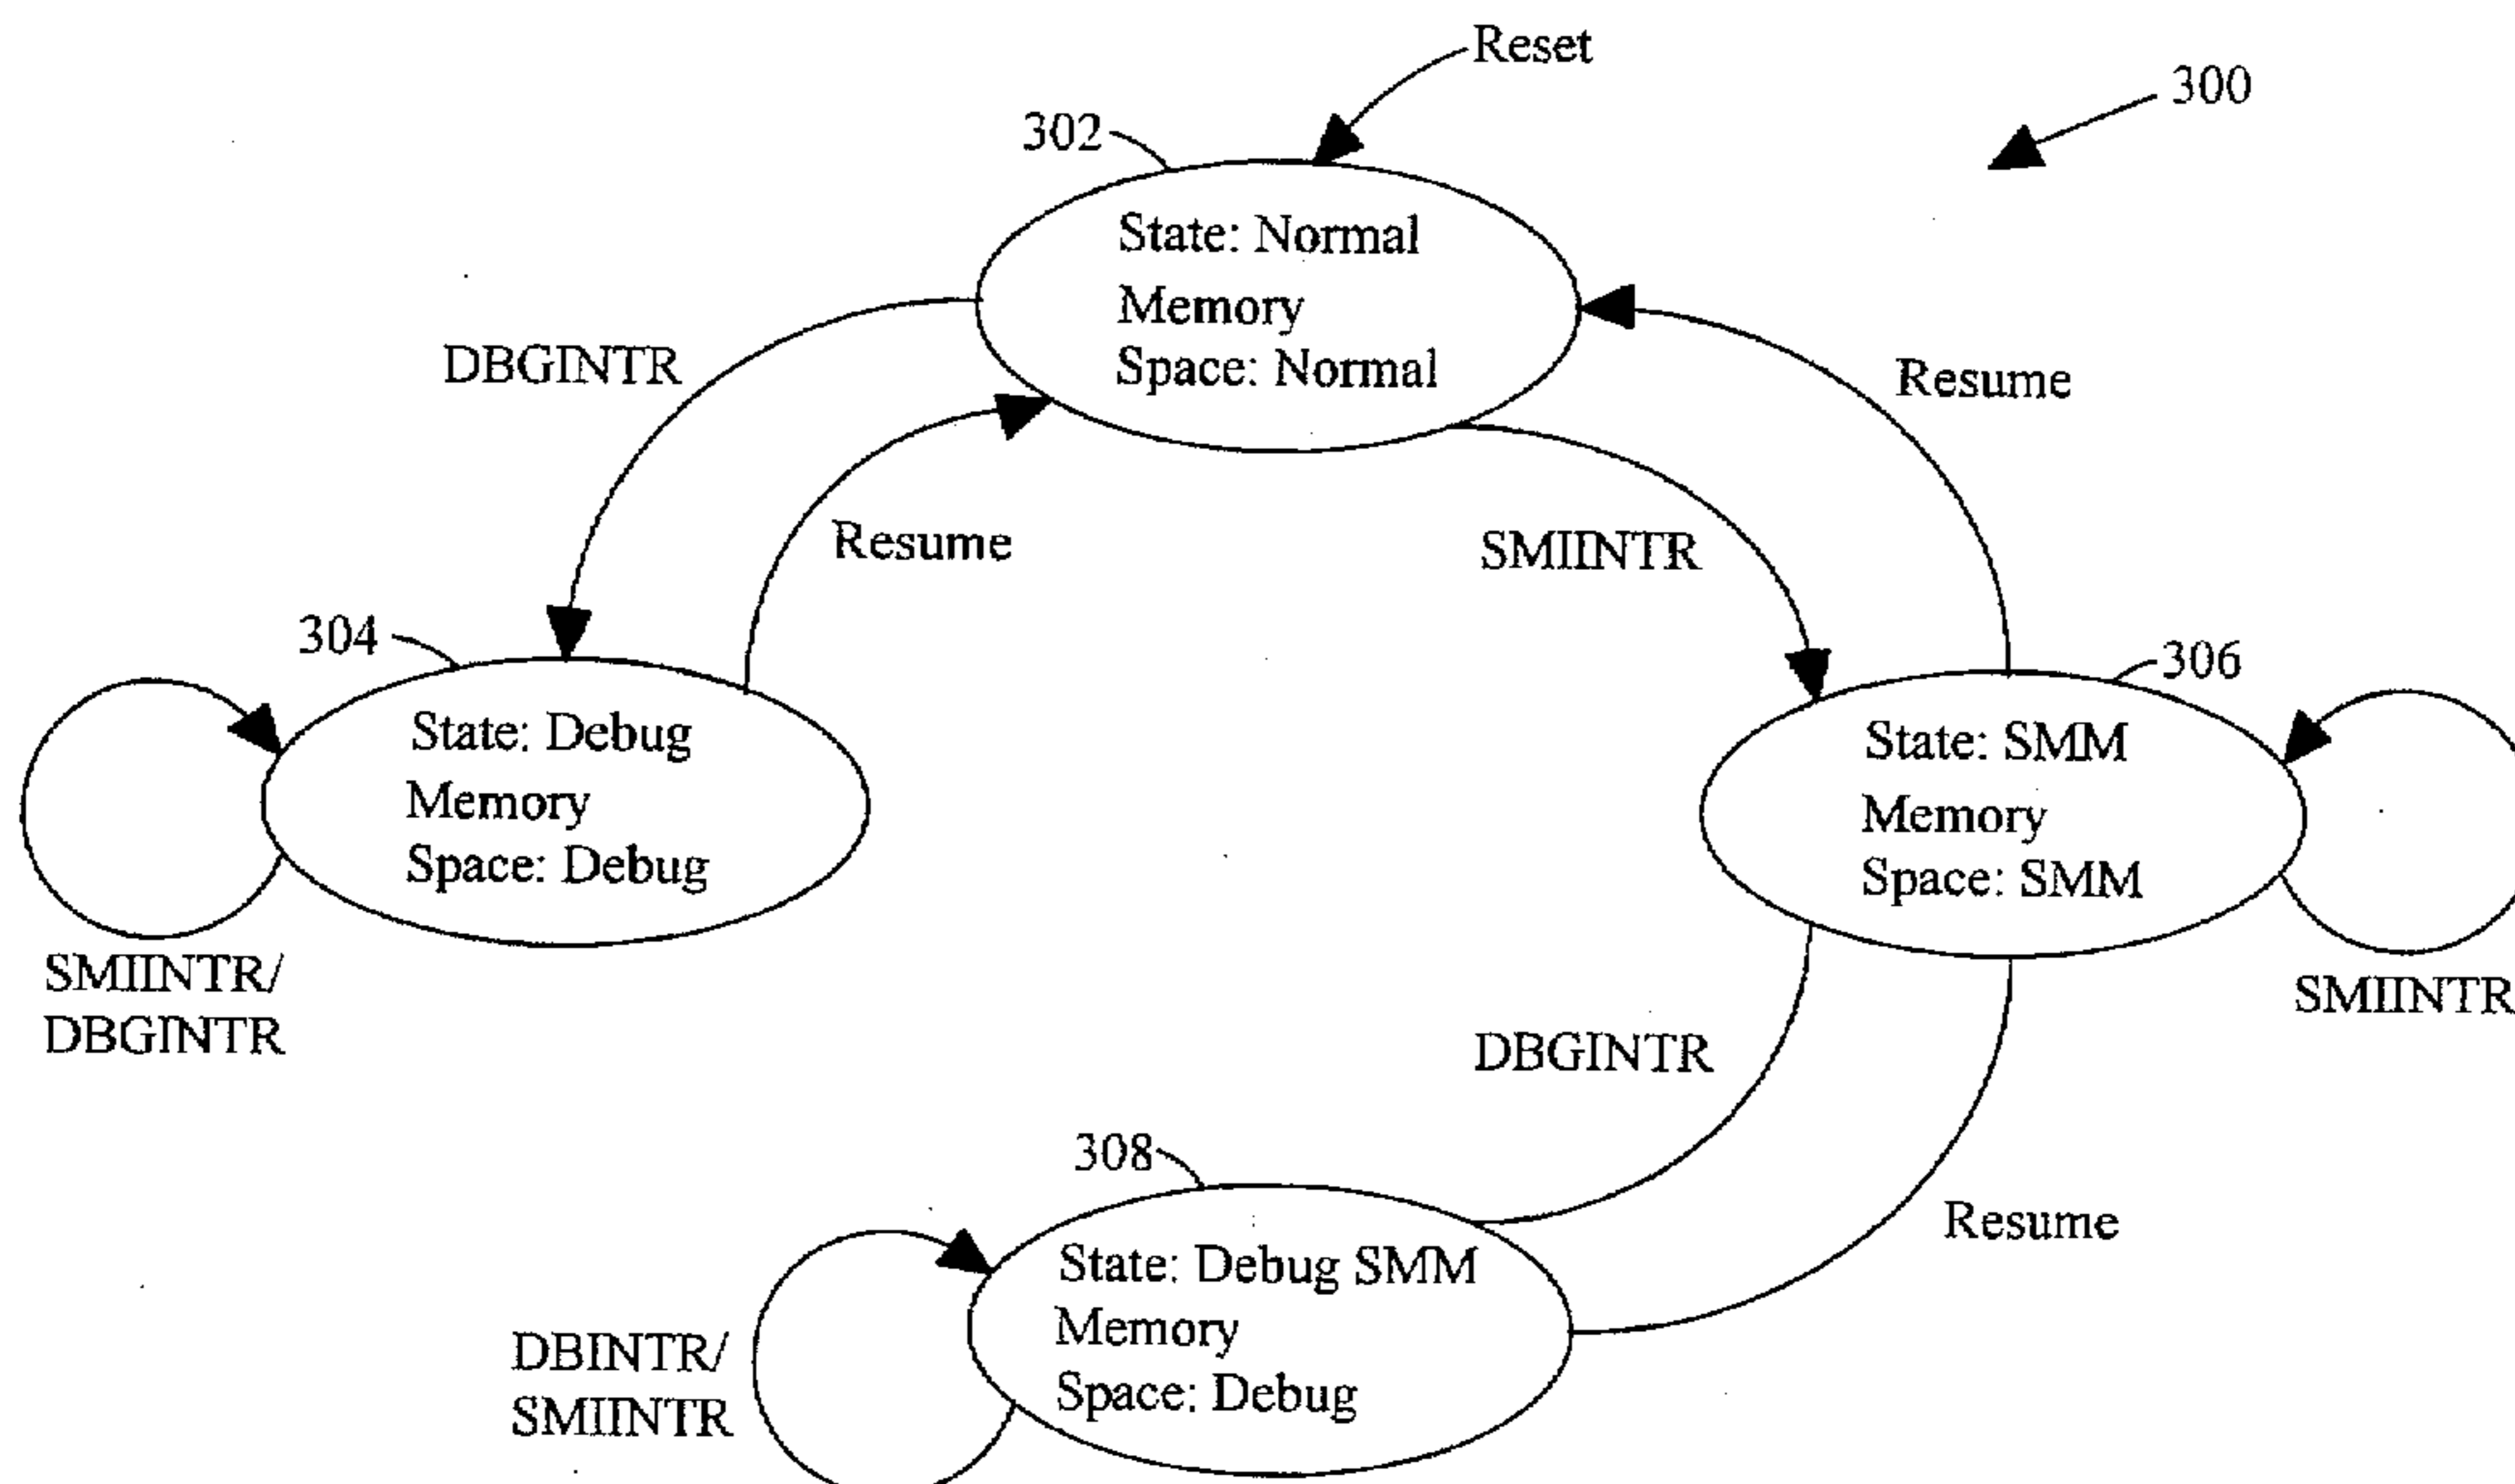 Reset
300
302
State: Normal
Memory
Space: Normal
DBGINTR
Resume
Resume
SMIINTR
304
306
State: Debug
Memory
Space: Debug
State: SMM
Memory
Space: SMM
SMIINTR/
DBGINTR
SMIINTR
DBGINTR
308
Resume
State: Debug SMM
Memory
Space: Debug
DBINTR/
SMIINTR